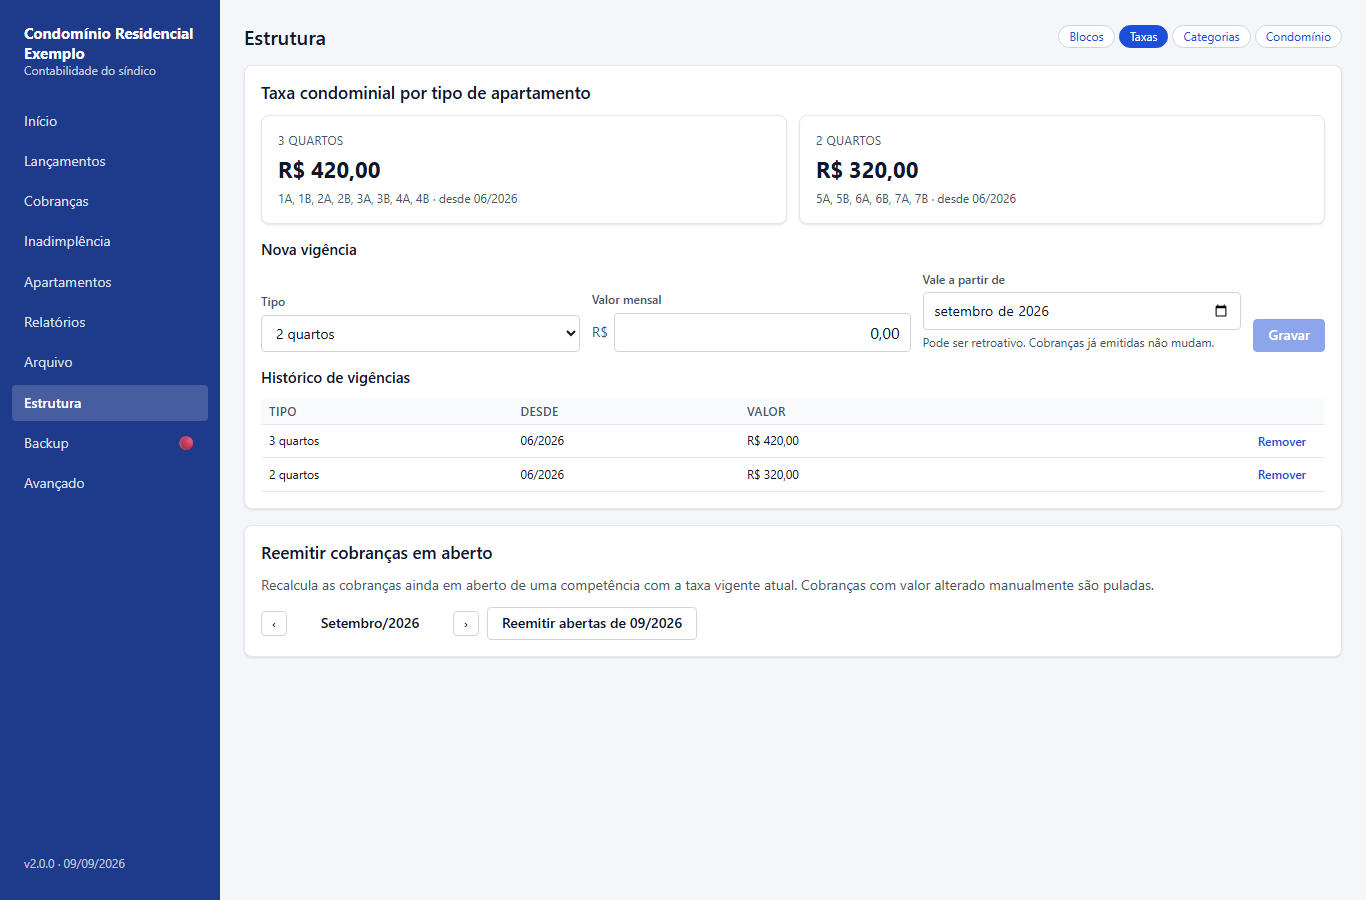 Condomínio Residencial
Exemplo
Contabilidade do síndico
Início
Lançamentos
Cobranças
Inadimplência
Apartamentos
Relatórios
Arquivo
Estrutura
Backup
Avançado
v2.0.0 · 09/09/2026
Estrutura
Blocos
Taxas
Categorias
Condomínio
Taxa condominial por tipo de apartamento
3 QUARTOS
R$ 420,00
1A, 1B, 2A, 2B, 3A, 3B, 4A, 4B · desde 06/2026
2 QUARTOS
R$ 320,00
5A, 5B, 6A, 6B, 7A, 7B · desde 06/2026
Nova vigência
Tipo
2 quartos
Valor mensal
R$ 0,00
Vale a partir de
setembro de 2026
Pode ser retroativo. Cobranças já emitidas não mudam.
Gravar
Histórico de vigências
TIPO DESDE VALOR
3 quartos 06/2026 R$ 420,00 Remover
2 quartos 06/2026 R$ 320,00 Remover
Reemitir cobranças em aberto
Recalcula as cobranças ainda em aberto de uma competência com a taxa vigente atual. Cobranças com valor alterado manualmente são puladas.
‹ Setembro/2026 › Reemitir abertas de 09/2026